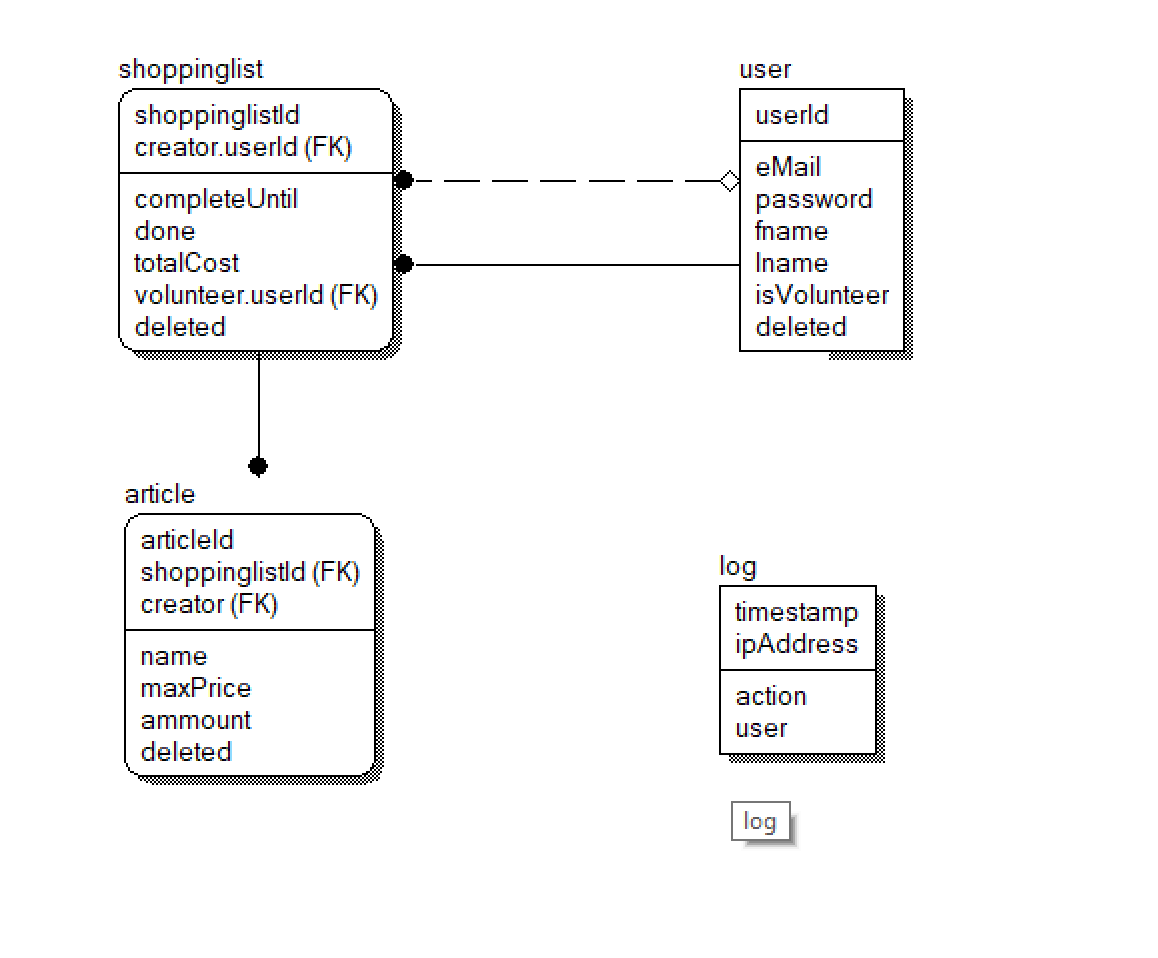 shoppinglist
shoppinglistId
creator.userId (FK)
completeUntil
done
totalCost
volunteer.userId (FK)
deleted
user
userId
eMail
password
fname
lname
isVolunteer
deleted
article
articleId
shoppinglistId (FK)
creator (FK)
name
maxPrice
ammount
deleted
log
timestamp
ipAddress
action
user
log